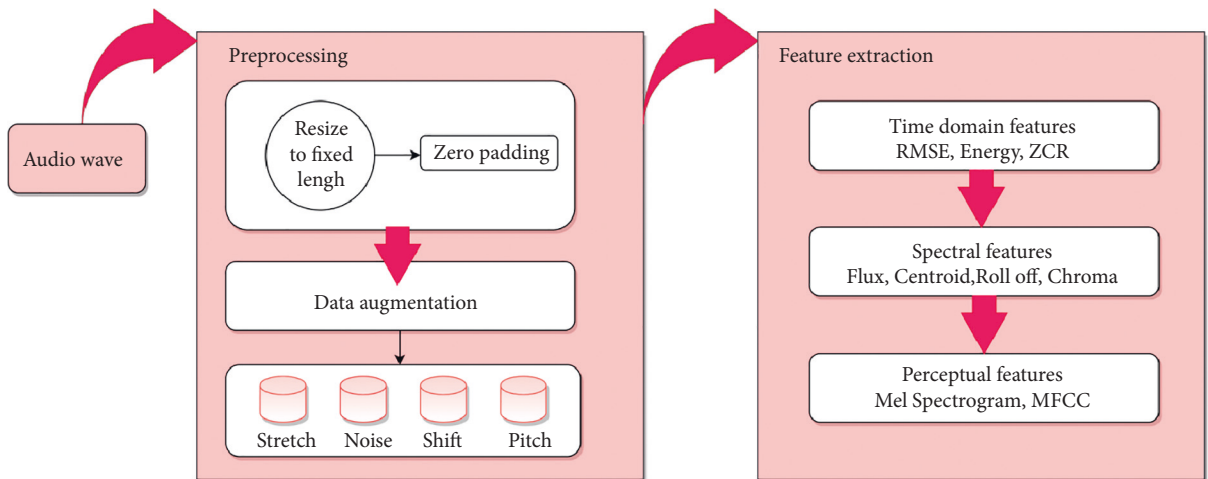 Audio wave
Preprocessing
Resize
to fixed
lengh
Zero padding
Data augmentation
Stretch
Noise
Shift
Pitch
Feature extraction
Time domain features
RMSE, Energy, ZCR
Spectral features
Flux, Centroid,Roll off, Chroma
Perceptual features
Mel Spectrogram, MFCC